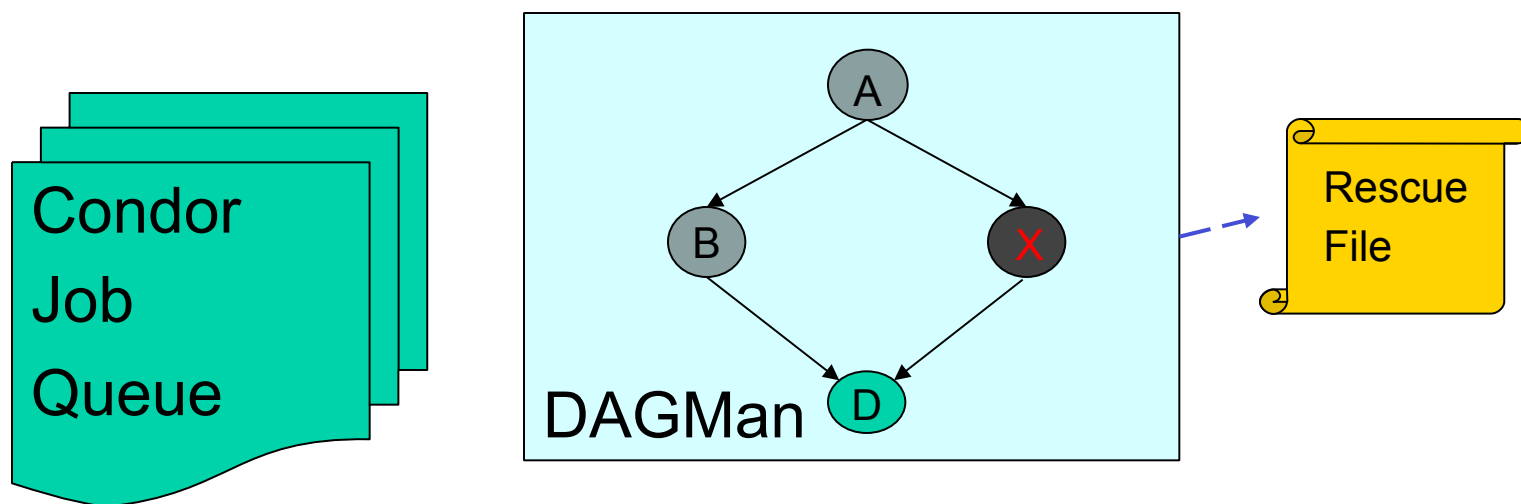 Condor
Job
Queue
A
B
X
D
DAGMan
Rescue
File